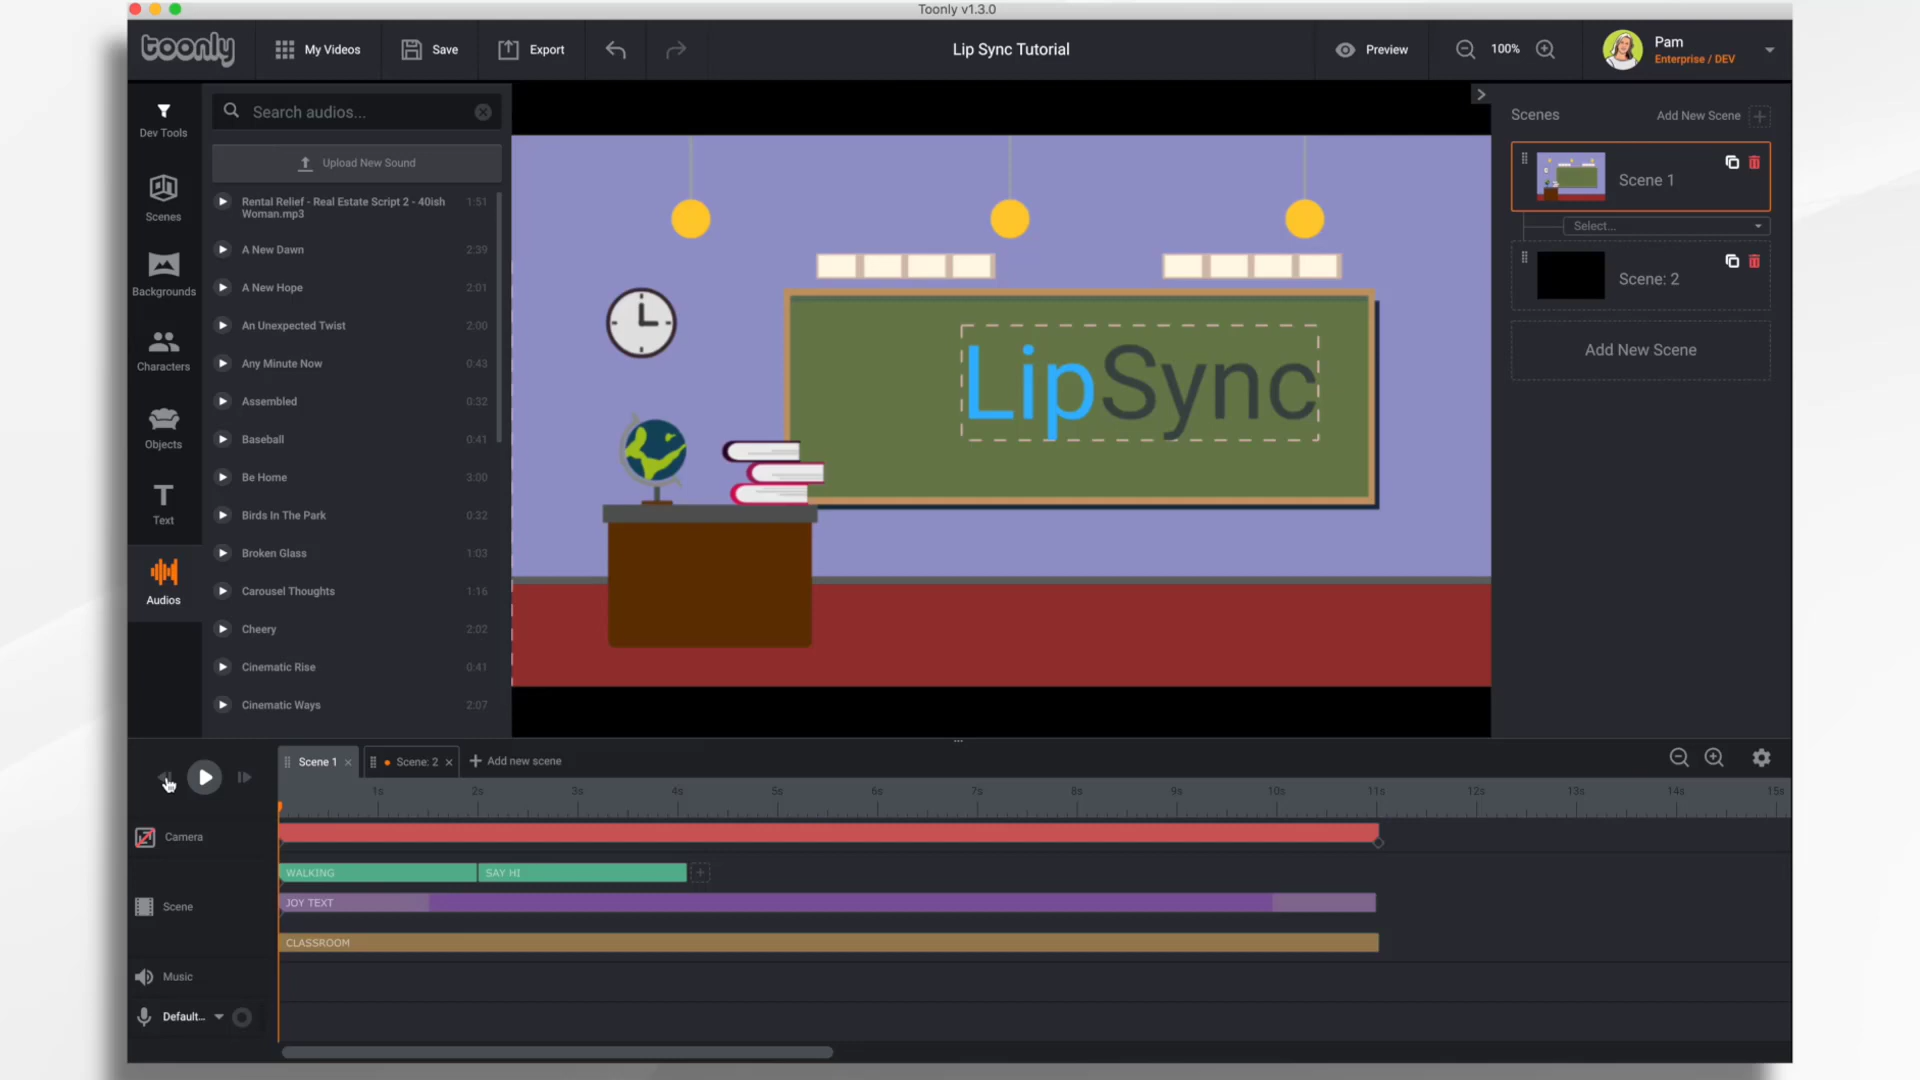 Toonly v1.3.0
toonly
My Videos
Save
Export
Lip Sync Tutorial
Preview
100%
Pam
Enterprise / DEV
Dev Tools
Scenes
Backgrounds
Characters
Objects
Text
Audios
Search audios...
Upload New Sound
Rental Relief - Real Estate Script 2 - 40ish
Woman.mp3
1:51
A New Dawn 2:39
A New Hope 2:01
An Unexpected Twist 2:00
Any Minute Now 0:43
Assembled 0:32
Baseball 0:41
Be Home 3:00
Birds In The Park 0:32
Broken Glass 1:03
Carousel Thoughts 1:16
Cheery 2:02
Cinematic Rise 0:41
Cinematic Ways 2:07
LipSync
Scenes
Add New Scene
Scene 1
Select...
Scene: 2
Add New Scene
Scene 1
Scene: 2
Add new scene
1s 2s 3s 4s 5s 6s 7s 8s 9s 10s 11s 12s 13s 14s 15s
Camera
WALKING
SAY HI
Scene
JOY TEXT
CLASSROOM
Music
Default...